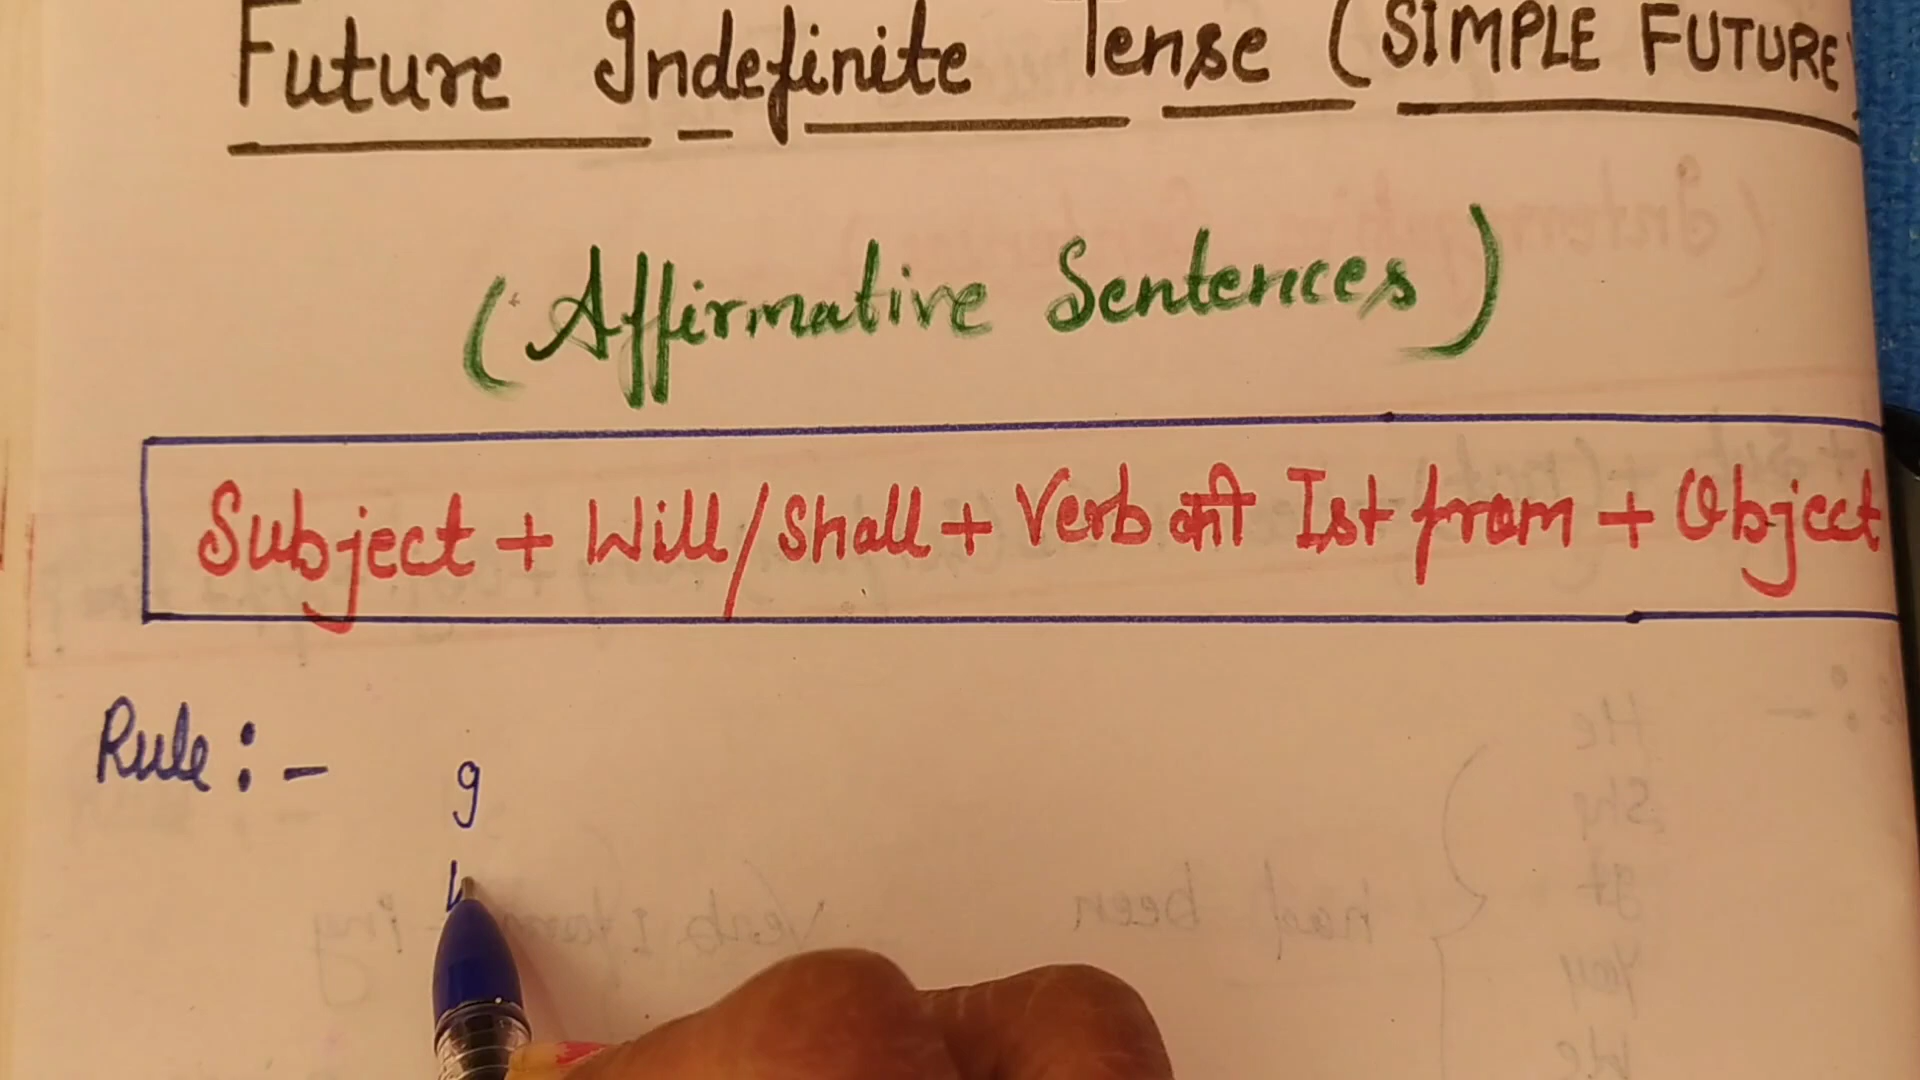 Future Indefinite Tense (SIMPLE FUTURE)
(Affirmative Sentences)
Subject + Will/Shall + Verb की Ist from + Object
Rule :- I